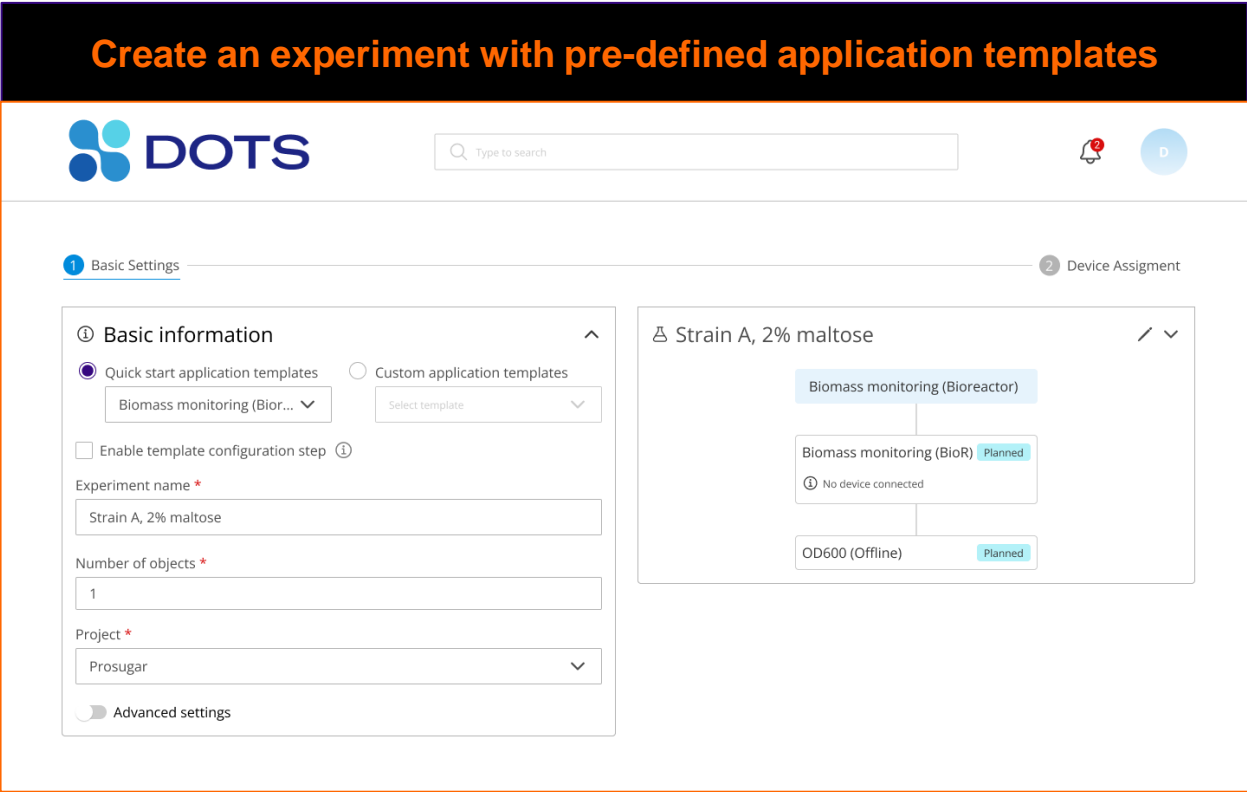 Create an experiment with pre-defined application templates
DOTS
Type to search
2
D
1 Basic Settings
2 Device Assigment
Basic information
Quick start application templates
Custom application templates
Biomass monitoring (Bior...
Select template
Enable template configuration step
Experiment name *
Strain A, 2% maltose
Number of objects *
1
Project *
Prosugar
Advanced settings
Strain A, 2% maltose
Biomass monitoring (Bioreactor)
Biomass monitoring (BioR) Planned
No device connected
OD600 (Offline) Planned